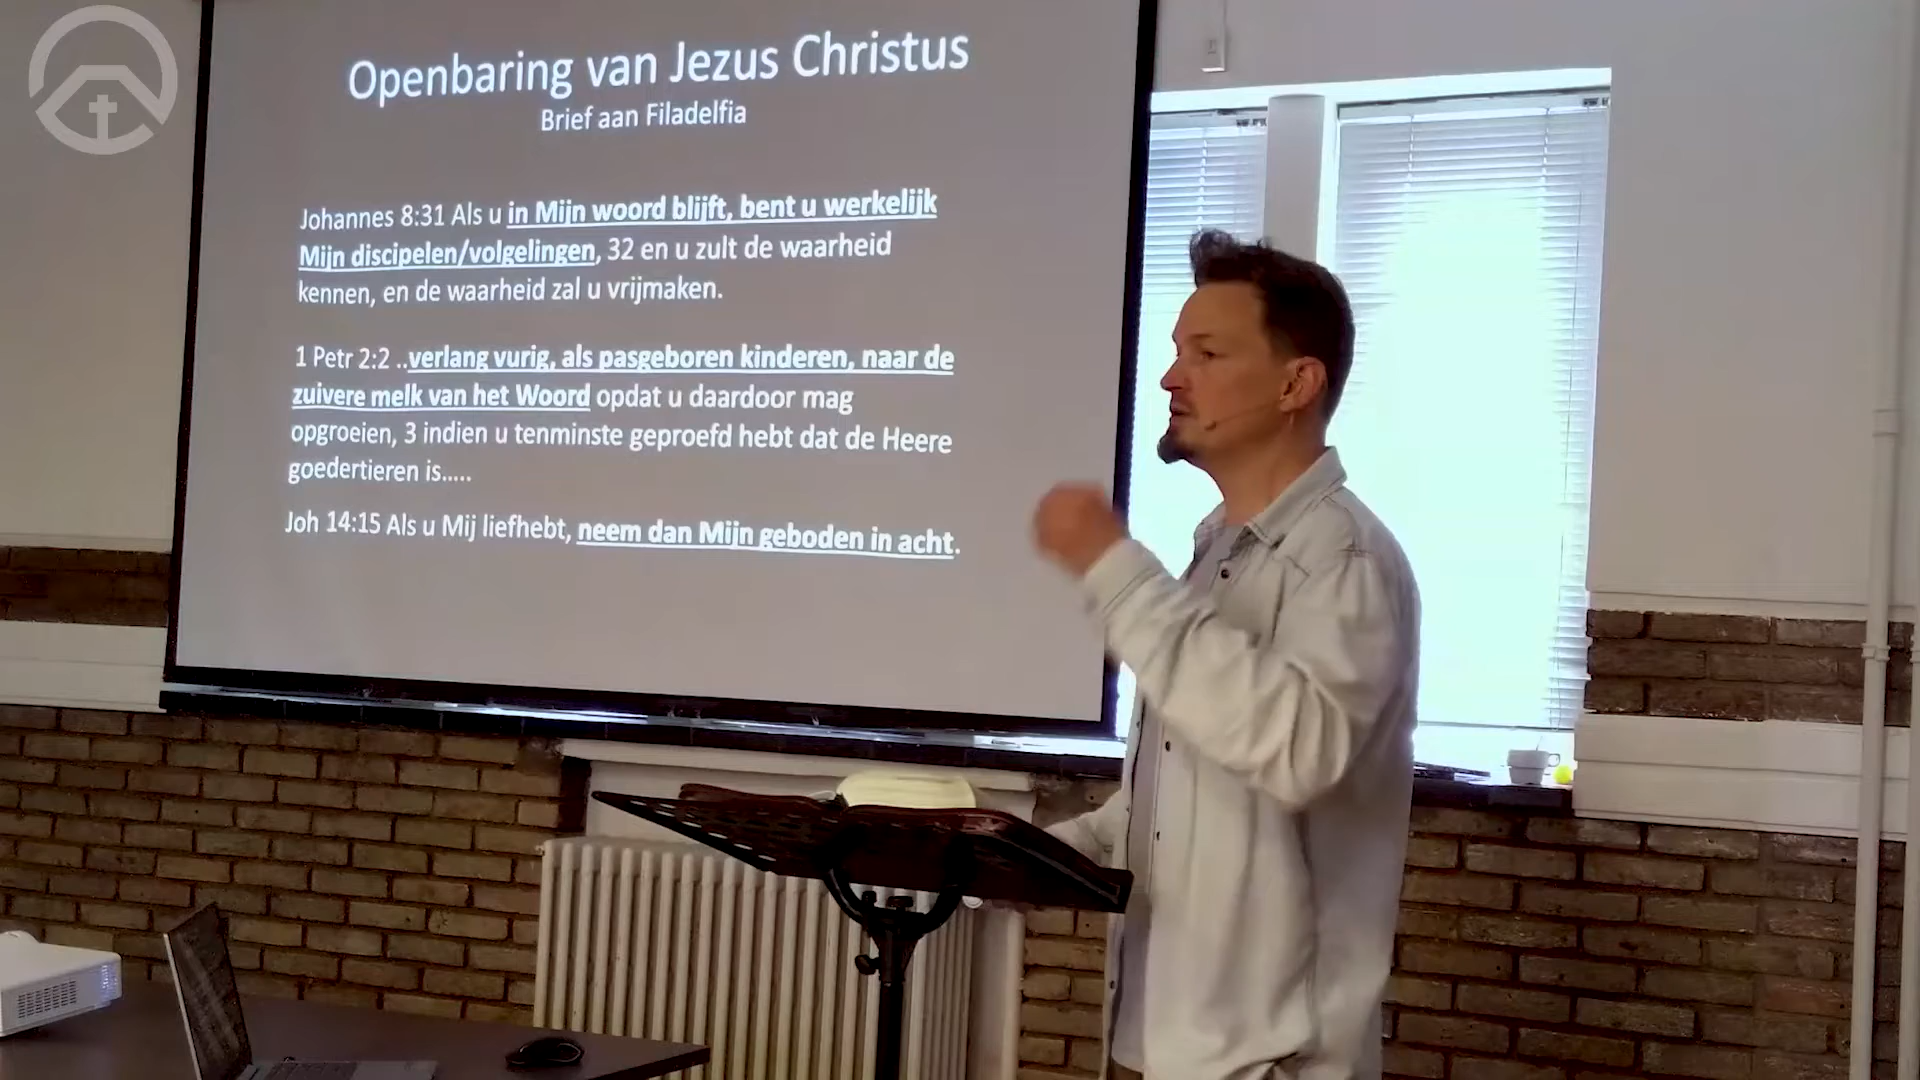 Openbaring van Jezus Christus
Brief aan Filadelfia
Johannes 8:31 Als u in Mijn woord blijft, bent u werkelijk
Mijn discipelen/volgelingen, 32 en u zult de waarheid
kennen, en de waarheid zal u vrijmaken.
1 Petr 2:2 ..verlang vurig, als pasgeboren kinderen, naar de
zuivere melk van het Woord opdat u daardoor mag
opgroeien, 3 indien u tenminste geproefd hebt dat de Heere
goedertieren is.....
Joh 14:15 Als u Mij liefhebt, neem dan Mijn geboden in acht.